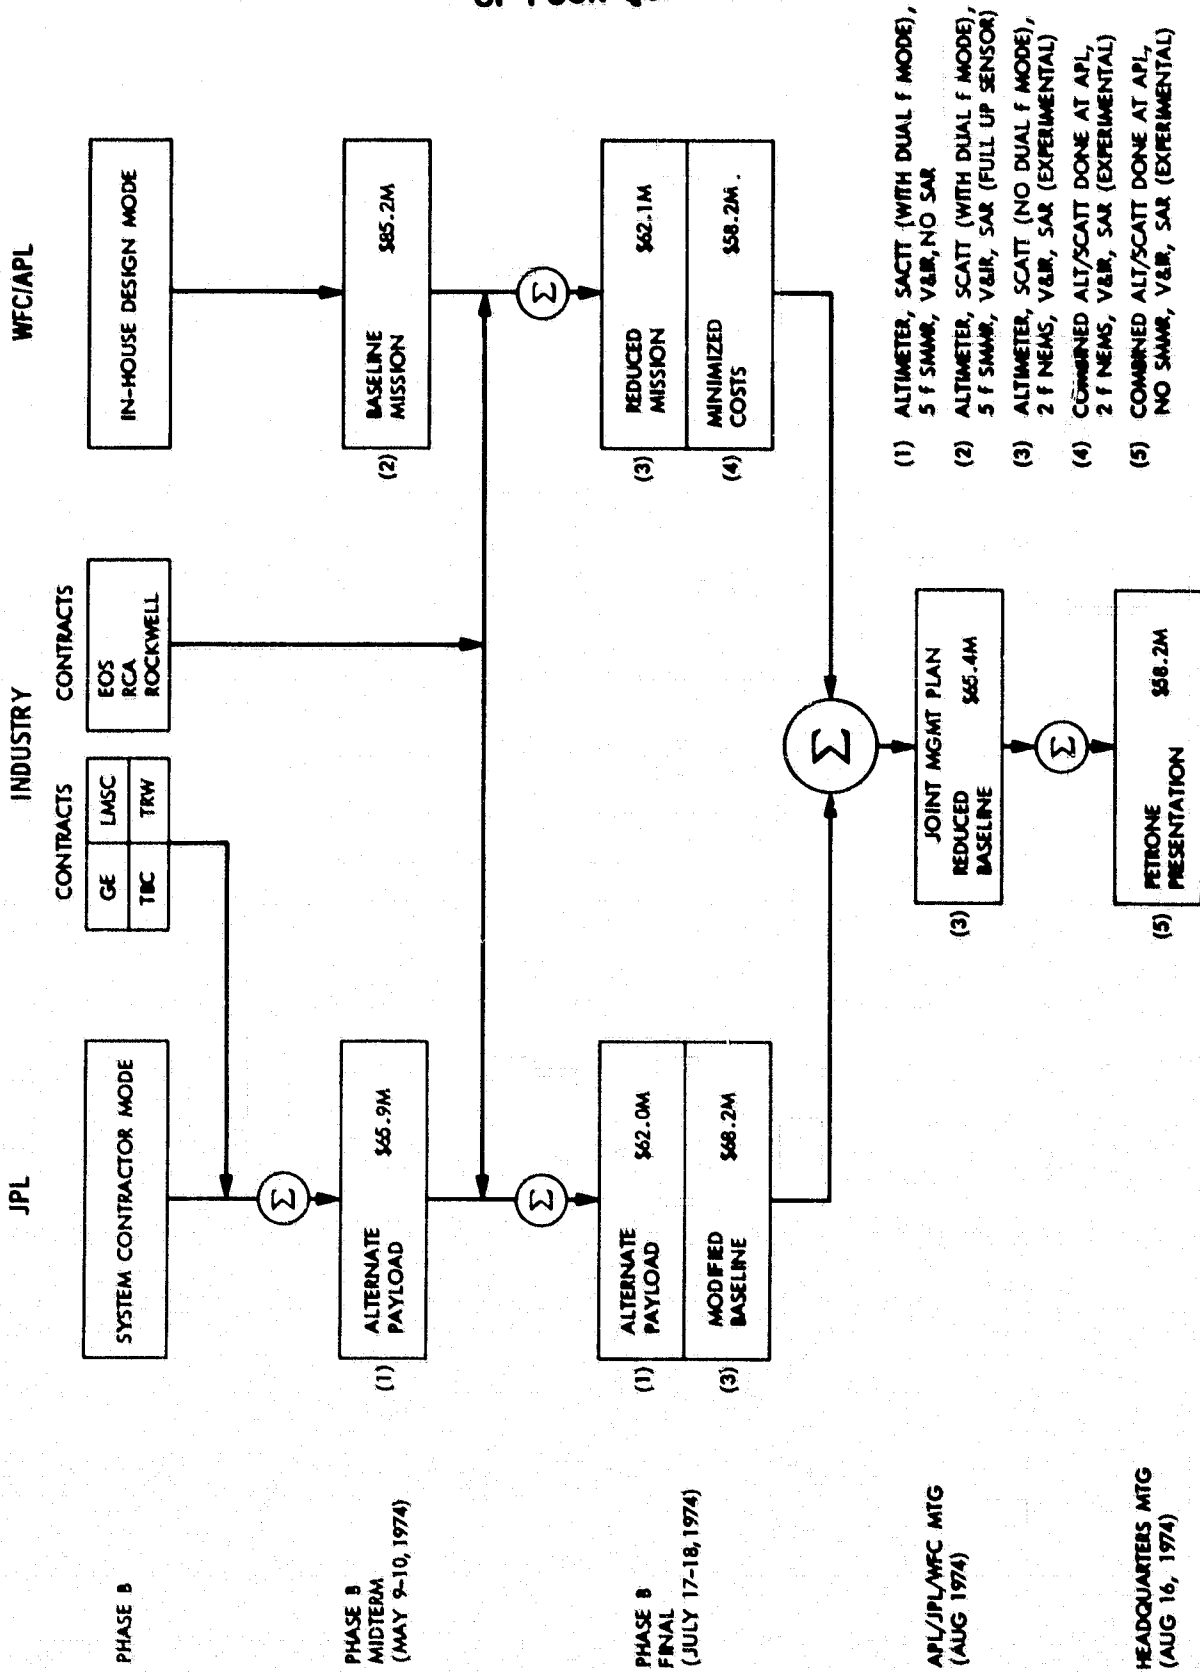 JPL
INDUSTRY
WFC/APL
CONTRACTS
CONTRACTS
PHASE B
SYSTEM CONTRACTOR MODE
GE
LMSC
TBC
TRW
EOS
RCA
ROCKWELL
IN-HOUSE DESIGN MODE
Σ
PHASE B
MIDTERM
(MAY 9-10, 1974)
(1)
ALTERNATE
PAYLOAD
$65.9M
(2)
BASELINE
MISSION
$85.2M
Σ
Σ
PHASE B
FINAL
(JULY 17-18, 1974)
(1)
ALTERNATE
PAYLOAD
$62.0M
(3)
MODIFIED
BASELINE
$68.2M
(3)
REDUCED
MISSION
$62.1M
(4)
MINIMIZED
COSTS
$58.2M.
Σ
APL/JPL/WFC MTG
(AUG 1974)
JOINT MGMT PLAN
(3)
REDUCED
BASELINE
$65.4M
Σ
HEADQUARTERS MTG
(AUG 16, 1974)
(5)
PETRONE
PRESENTATION
$58.2M
(1) ALTIMETER, SACTT (WITH DUAL f MODE),
5 f SMMR, V&IR, NO SAR
(2) ALTIMETER, SCATT (WITH DUAL f MODE),
5 f SMMR, V&IR, SAR (FULL UP SENSOR)
(3) ALTIMETER, SCATT (NO DUAL f MODE),
2 f NEMS, V&IR, SAR (EXPERIMENTAL)
(4) COMBINED ALT/SCATT DONE AT APL,
2 f NEMS, V&IR, SAR (EXPERIMENTAL)
(5) COMBINED ALT/SCATT DONE AT APL,
NO SMMR, V&IR, SAR (EXPERIMENTAL)